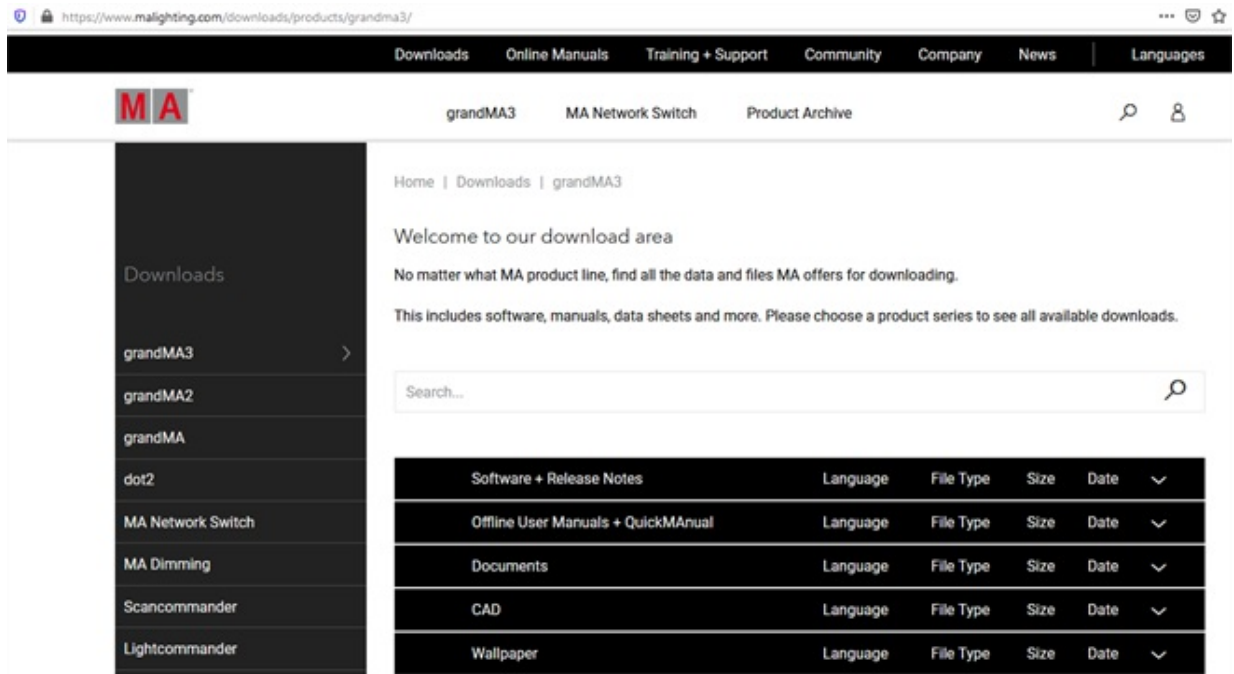 https://www.malighting.com/downloads/products/grandma3/
Downloads Online Manuals Training + Support Community Company News Languages
MA grandMA3 MA Network Switch Product Archive
Home | Downloads | grandMA3
Welcome to our download area
Downloads
No matter what MA product line, find all the data and files MA offers for downloading.
This includes software, manuals, data sheets and more. Please choose a product series to see all available downloads.
grandMA3
grandMA2
grandMA
dot2
MA Network Switch
MA Dimming
Scancommander
Lightcommander
Search...
Software + Release Notes Language File Type Size Date
Offline User Manuals + QuickMAnual Language File Type Size Date
Documents Language File Type Size Date
CAD Language File Type Size Date
Wallpaper Language File Type Size Date